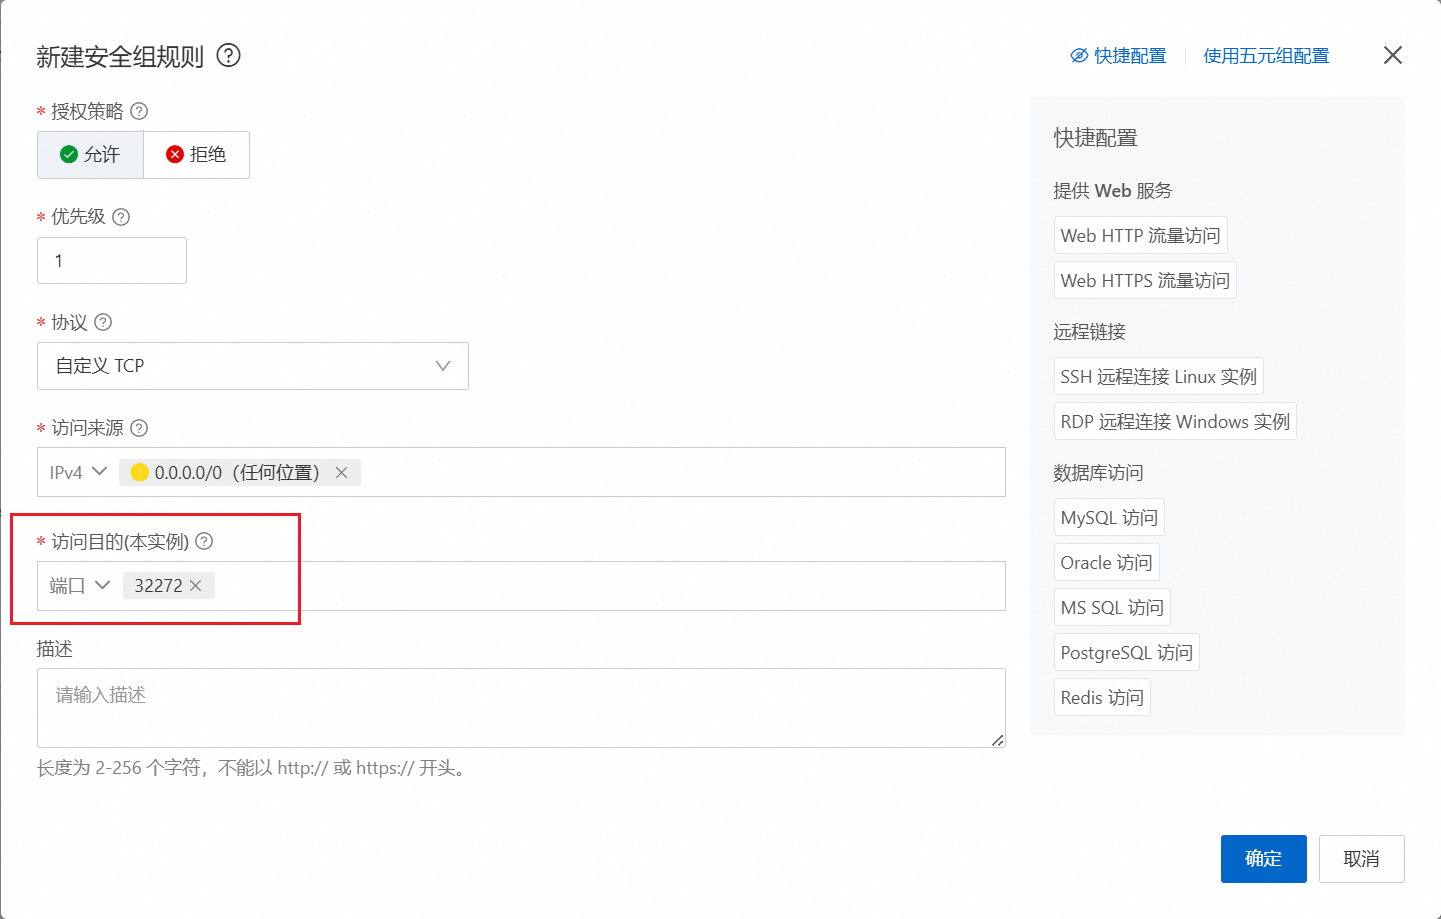 新建安全组规则
快捷配置
使用五元组配置
* 授权策略
允许
拒绝
* 优先级
1
* 协议
自定义 TCP
* 访问来源
IPv4
0.0.0.0/0（任何位置）
* 访问目的(本实例)
端口
32272
描述
请输入描述
长度为 2-256 个字符，不能以 http:// 或 https:// 开头。
快捷配置
提供 Web 服务
Web HTTP 流量访问
Web HTTPS 流量访问
远程链接
SSH 远程连接 Linux 实例
RDP 远程连接 Windows 实例
数据库访问
MySQL 访问
Oracle 访问
MS SQL 访问
PostgreSQL 访问
Redis 访问
确定
取消